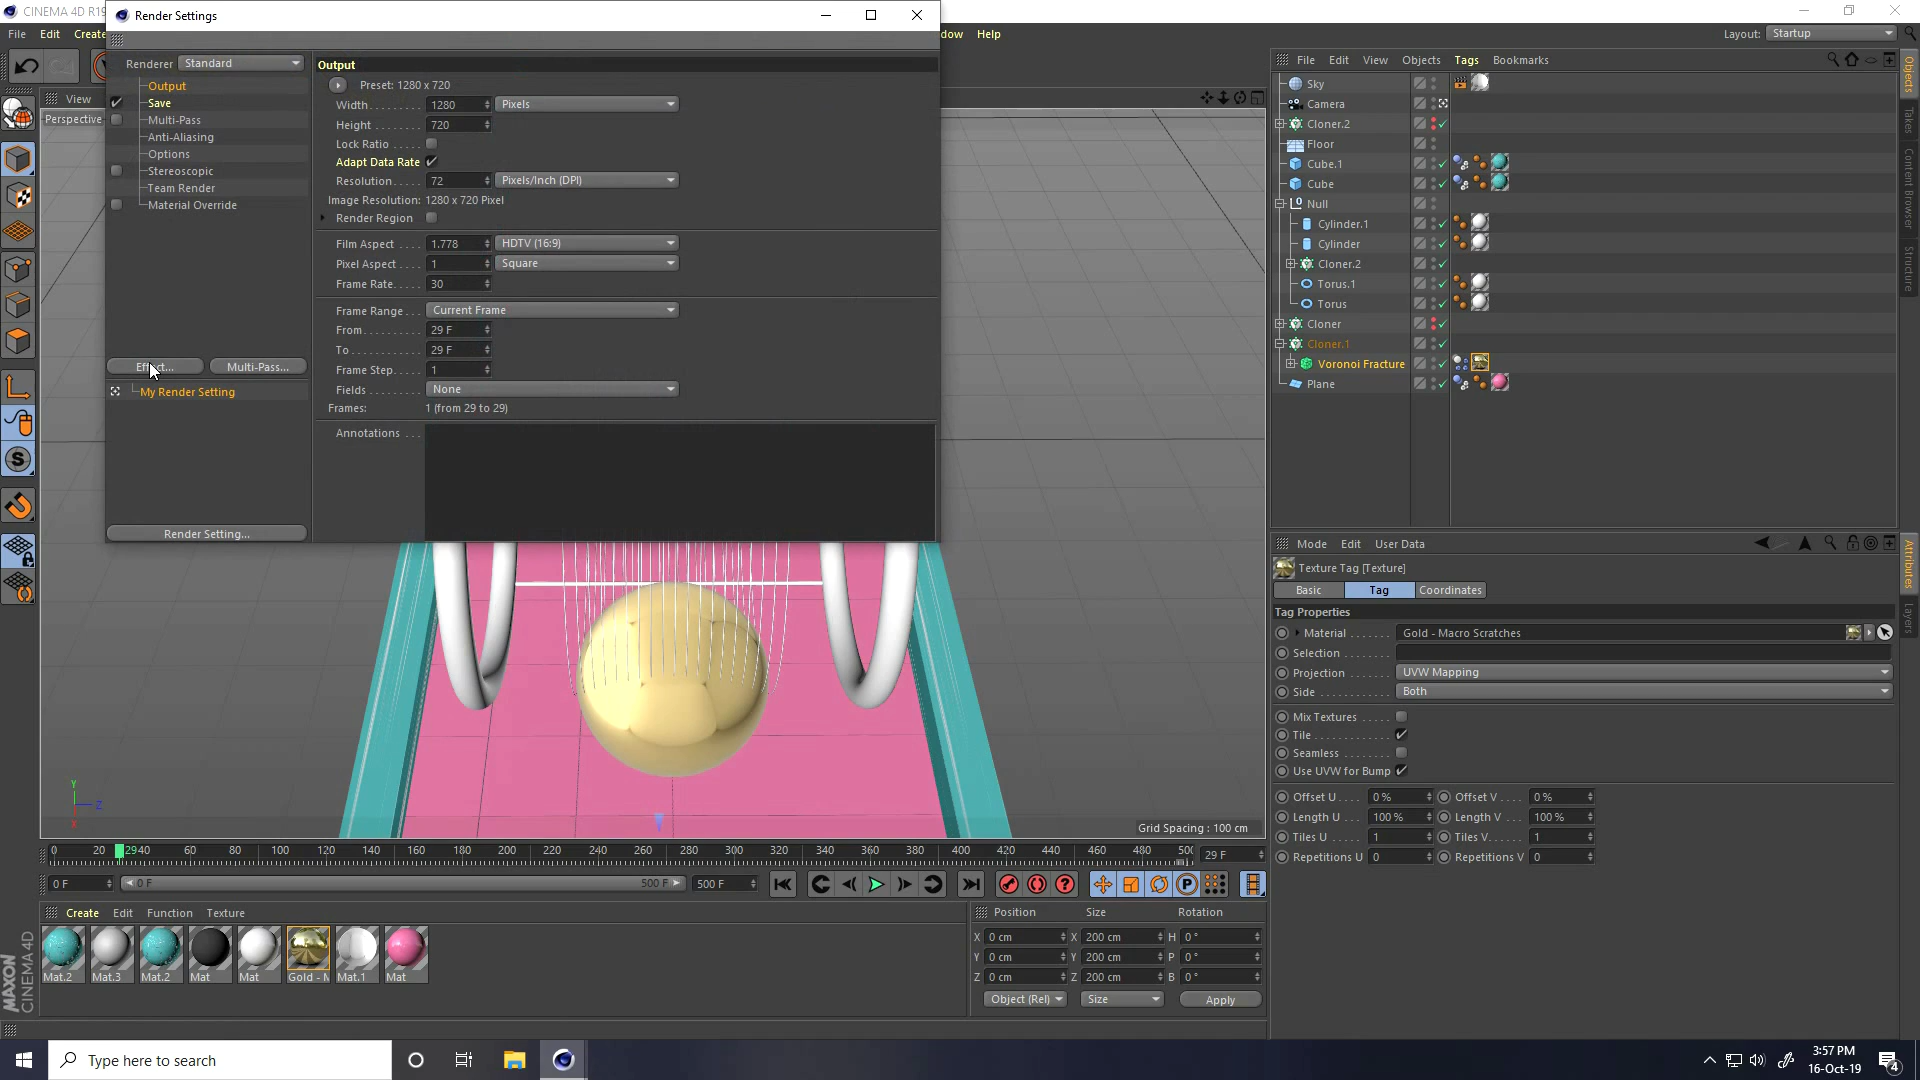 CINEMA 4D R19
Render Settings
File Edit Create
dow Help
Layout: Startup
Renderer Standard
Output
Save
Multi-Pass
Anti-Aliasing
Options
Stereoscopic
Team Render
Material Override
Effect... Multi-Pass...
My Render Setting
Render Setting...
Output
Preset: 1280 x 720
Width 1280 Pixels
Height 720
Lock Ratio
Adapt Data Rate
Resolution 72 Pixels/Inch (DPI)
Image Resolution: 1280 x 720 Pixel
Render Region
Film Aspect 1.778 HDTV (16:9)
Pixel Aspect 1 Square
Frame Rate 30
Frame Range Current Frame
From 29 F
To 29 F
Frame Step 1
Fields None
Frames: 1 (from 29 to 29)
Annotations
View
Perspective
Y
Z
X
Grid Spacing : 100 cm
File Edit View Objects Tags Bookmarks
Sky
Camera
Cloner.2
Floor
Cube.1
Cube
Null
Cylinder.1
Cylinder
Cloner.2
Torus.1
Torus
Cloner
Cloner.1
Voronoi Fracture
Plane
Objects
Takes
Content Browser
Structure
Mode Edit User Data
Texture Tag [Texture]
Basic Tag Coordinates
Tag Properties
Material Gold - Macro Scratches
Selection
Projection UVW Mapping
Side Both
Mix Textures
Tile
Seamless
Use UVW for Bump
Offset U 0 % Offset V 0 %
Length U 100 % Length V 100 %
Tiles U 1 Tiles V 1
Repetitions U 0 Repetitions V 0
Attributes
Layers
0 20 2940 60 80 100 120 140 160 180 200 220 240 260 280 300 320 340 360 380 400 420 440 460 480 500 29 F
0 F 0 F 500 F 500 F
Create Edit Function Texture
Mat.2 Mat.3 Mat.2 Mat Mat Gold - M Mat.1 Mat
Position Size Rotation
X 0 cm X 200 cm H 0 °
Y 0 cm Y 200 cm P 0 °
Z 0 cm Z 200 cm B 0 °
Object (Rel) Size Apply
MAXON
CINEMA 4D
Type here to search
3:57 PM
16-Oct-19
4